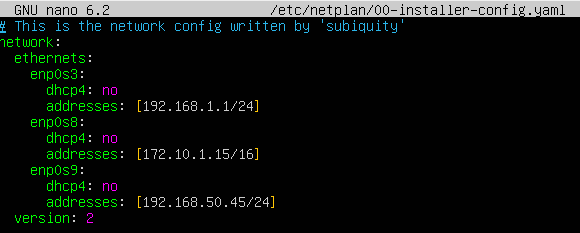 GNU nano 6.2 /etc/netplan/00-installer-config.yaml
# This is the network config written by 'subiquity'
network:
  ethernets:
    enp0s3:
      dhcp4: no
      addresses: [192.168.1.1/24]
    enp0s8:
      dhcp4: no
      addresses: [172.10.1.15/16]
    enp0s9:
      dhcp4: no
      addresses: [192.168.50.45/24]
  version: 2